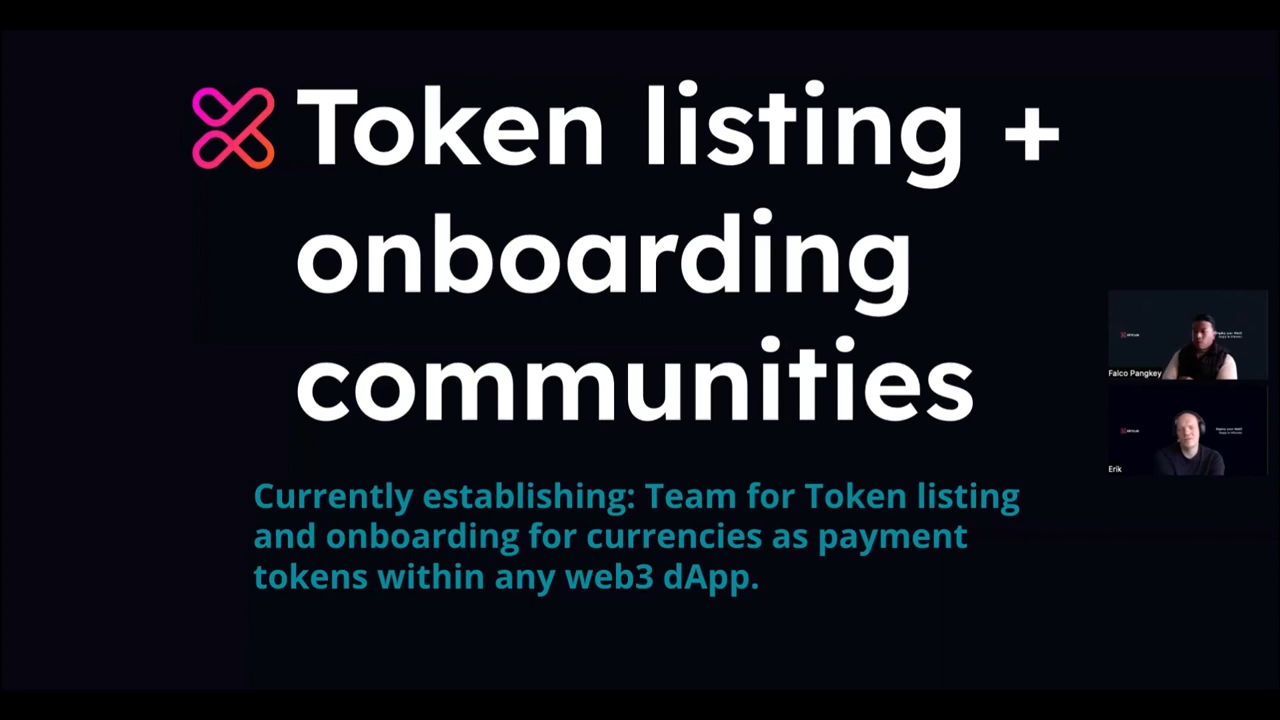 Token listing +
onboarding
communities
Currently establishing: Team for Token listing
and onboarding for currencies as payment
tokens within any web3 dApp.
Falco Pangkey
Erik